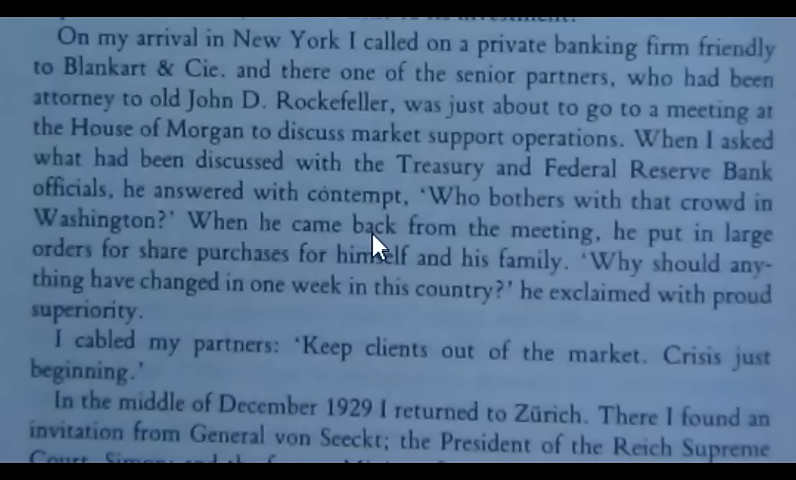 On my arrival in New York I called on a private banking firm friendly
to Blankart & Cie. and there one of the senior partners, who had been
attorney to old John D. Rockefeller, was just about to go to a meeting at
the House of Morgan to discuss market support operations. When I asked
what had been discussed with the Treasury and Federal Reserve Bank
officials, he answered with contempt, ‘Who bothers with that crowd in
Washington?’ When he came back from the meeting, he put in large
orders for share purchases for himself and his family. ‘Why should any-
thing have changed in one week in this country?’ he exclaimed with proud
superiority.
I cabled my partners: ‘Keep clients out of the market. Crisis just
beginning.’
In the middle of December 1929 I returned to Zürich. There I found an
invitation from General von Seeckt; the President of the Reich Supreme